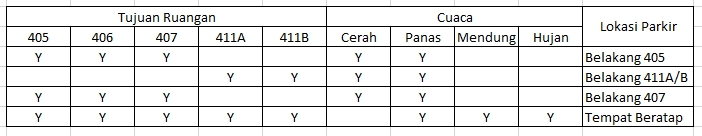 Tujuan Ruangan Cuaca Lokasi Parkir
405 406 407 411A 411B Cerah Panas Mendung Hujan
Y Y Y Y Y Belakang 405
Y Y Y Y Belakang 411A/B
Y Y Y Y Y Belakang 407
Y Y Y Y Y Y Y Y Y Tempat Beratap